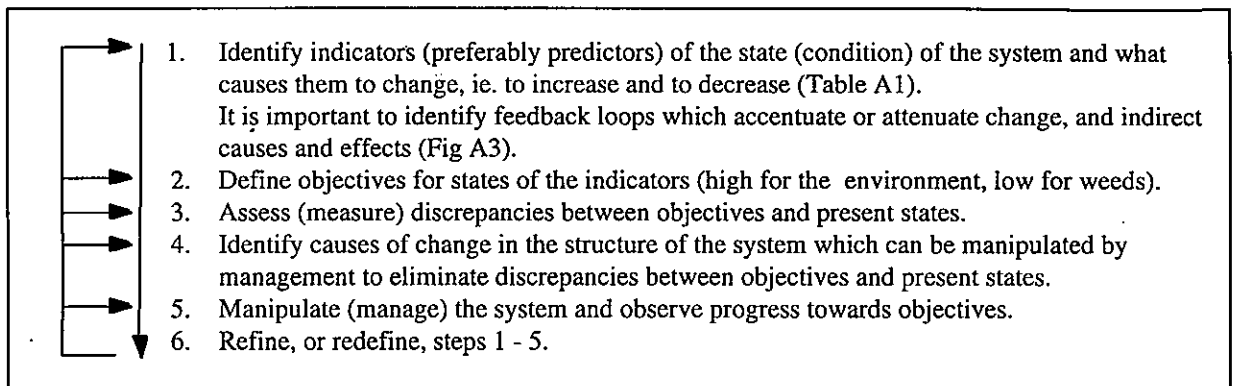 1. Identify indicators (preferably predictors) of the state (condition) of the system and what
causes them to change, ie. to increase and to decrease (Table A1).
It is important to identify feedback loops which accentuate or attenuate change, and indirect
causes and effects (Fig A3).
2. Define objectives for states of the indicators (high for the environment, low for weeds).
3. Assess (measure) discrepancies between objectives and present states.
4. Identify causes of change in the structure of the system which can be manipulated by
management to eliminate discrepancies between objectives and present states.
5. Manipulate (manage) the system and observe progress towards objectives.
6. Refine, or redefine, steps 1 - 5.